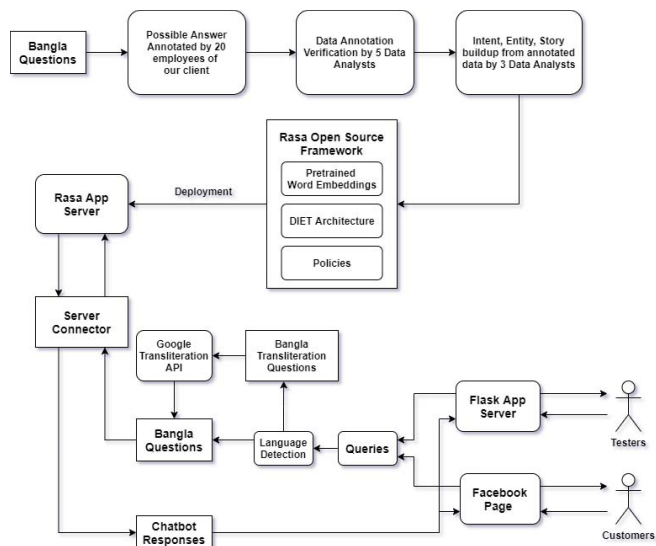 Bangla
Questions
Possible Answer
Annotated by 20
employees of
our client
Data Annotation
Verification by 5 Data
Analysts
Intent, Entity, Story
buildup from annotated
data by 3 Data Analysts
Rasa Open Source
Framework
Pretrained
Word Embeddings
DIET Architecture
Policies
Deployment
Rasa App
Server
Server
Connector
Google
Transliteration
API
Bangla
Transliteration
Questions
Bangla
Questions
Language
Detection
Queries
Flask App
Server
Testers
Facebook
Page
Customers
Chatbot
Responses